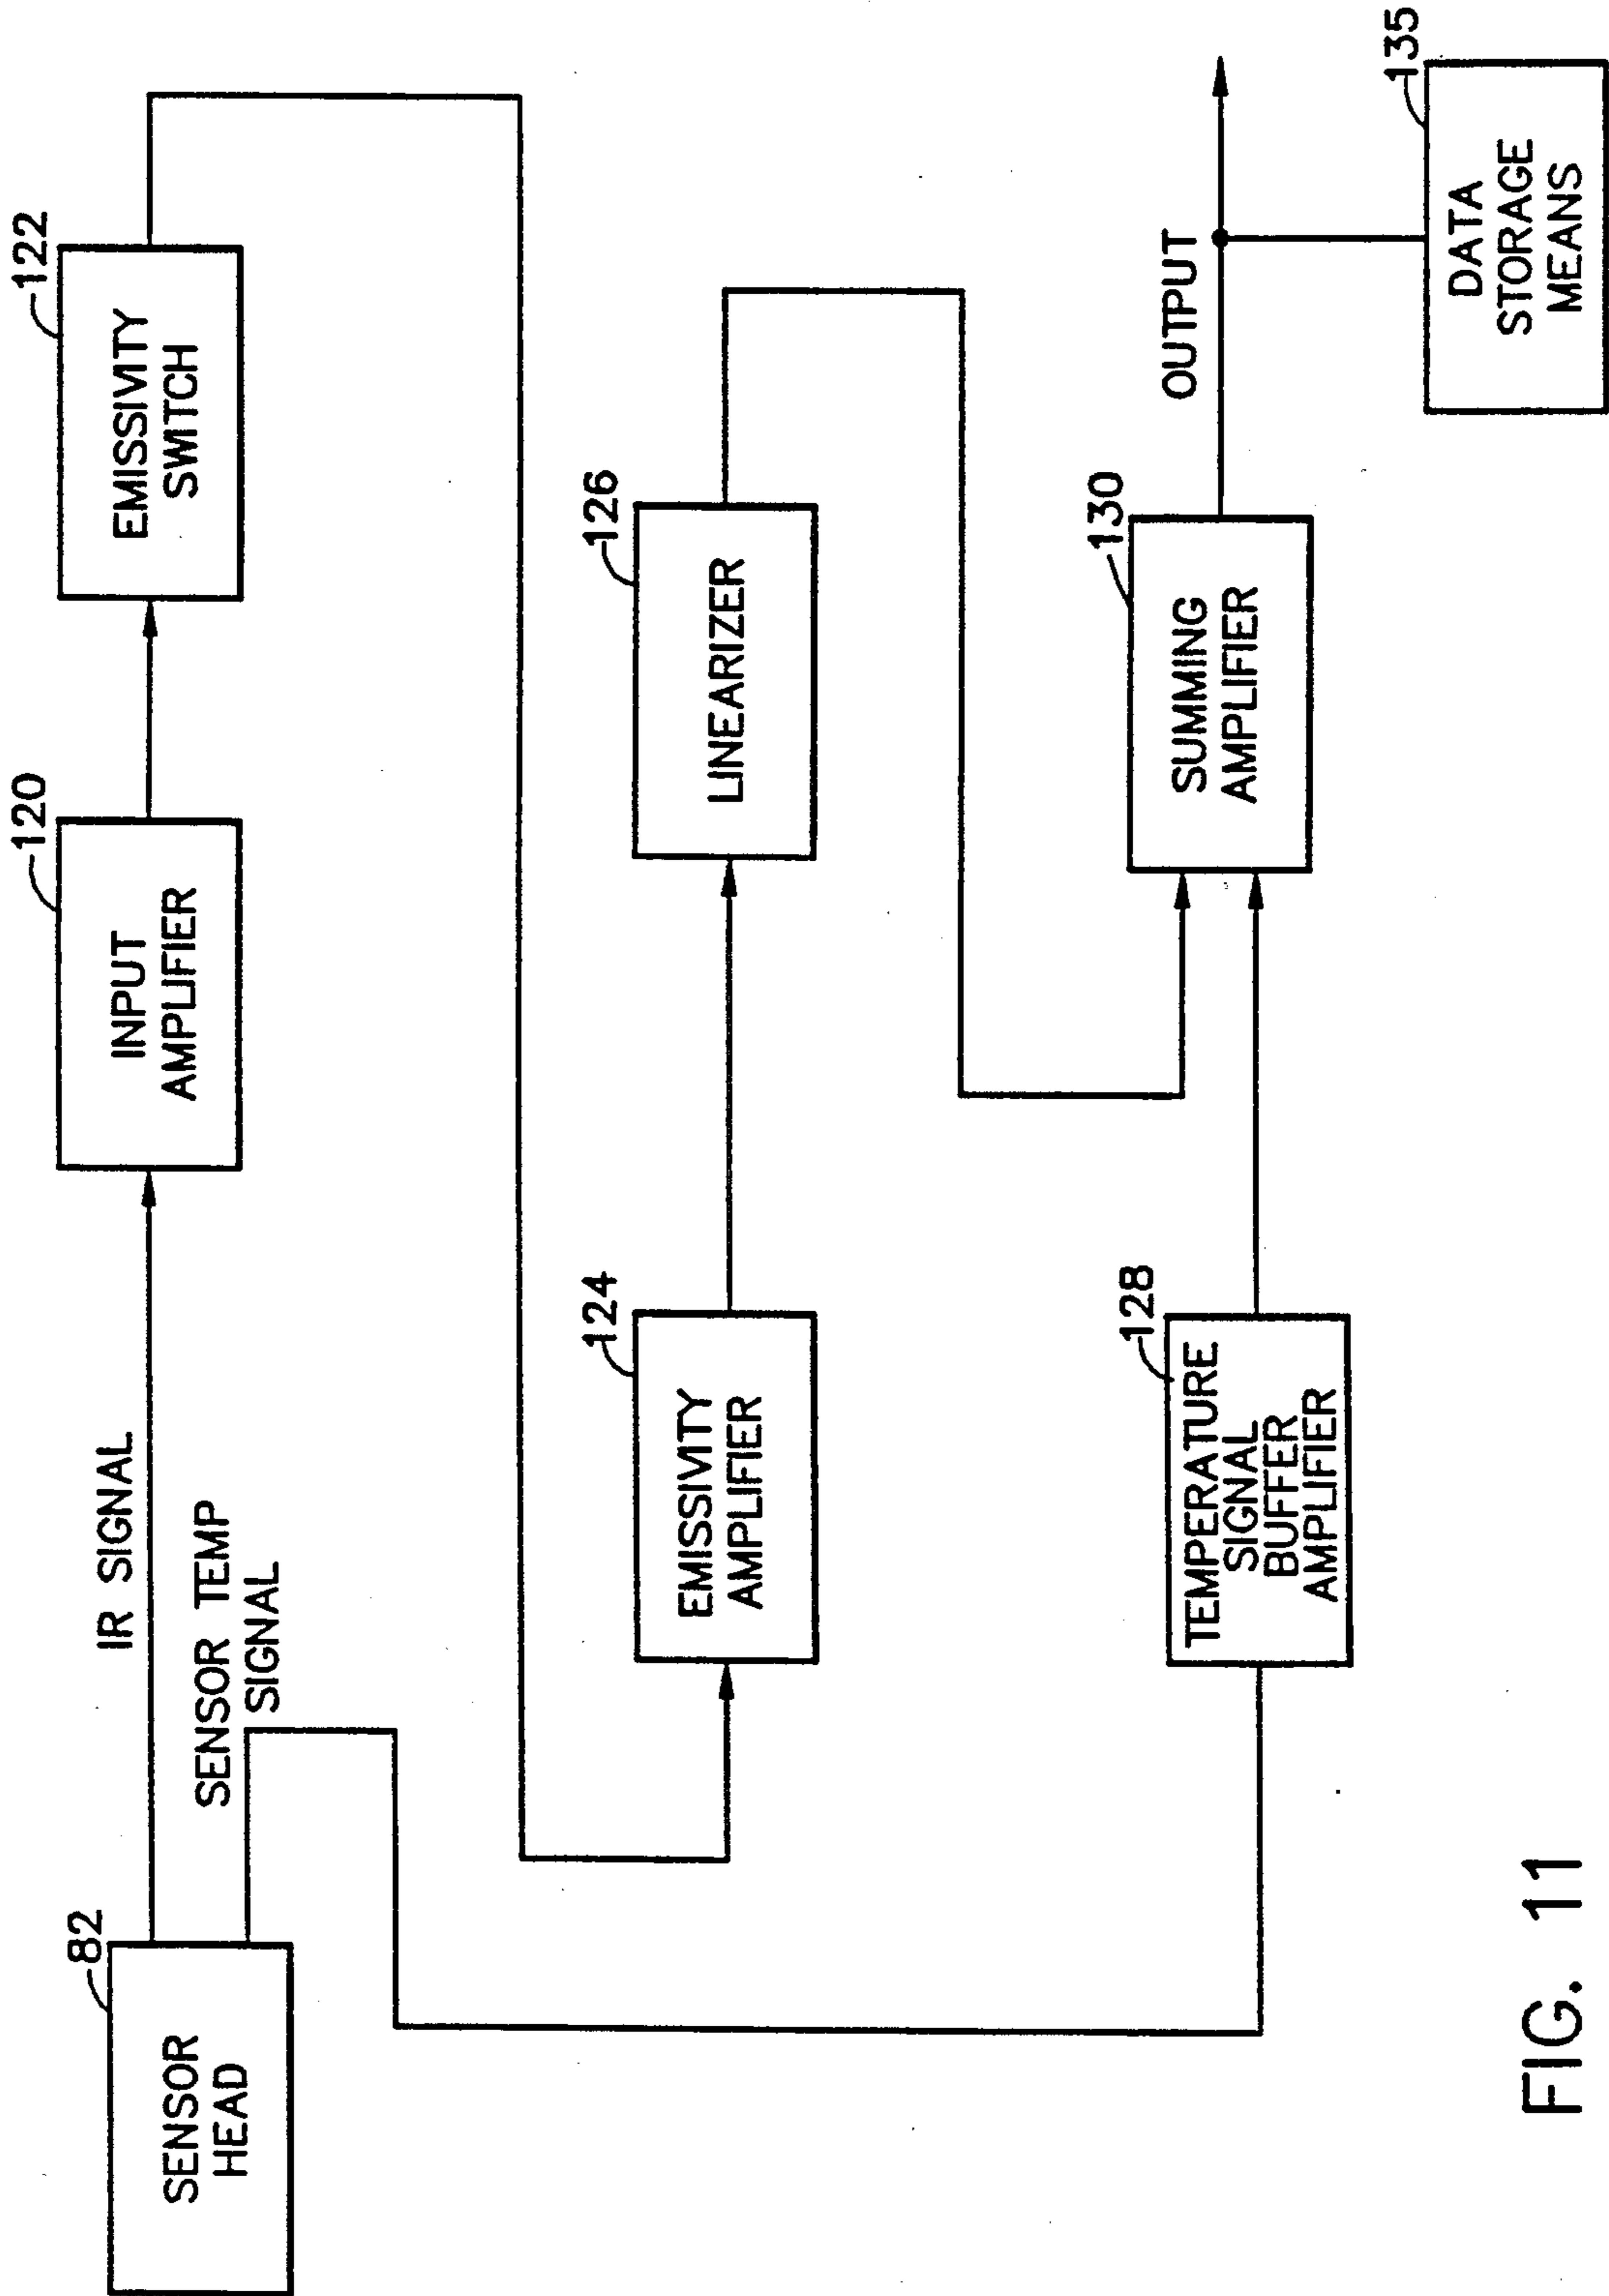 82
SENSOR
HEAD
IR SIGNAL
SENSOR TEMP
SIGNAL
120
INPUT
AMPLIFIER
122
EMISSIVITY
SWITCH
124
EMISSIVITY
AMPLIFIER
126
LINEARIZER
128
TEMPERATURE
SIGNAL
BUFFER
AMPLIFIER
130
SUMMING
AMPLIFIER
OUTPUT
135
DATA
STORAGE
MEANS
FIG. 11